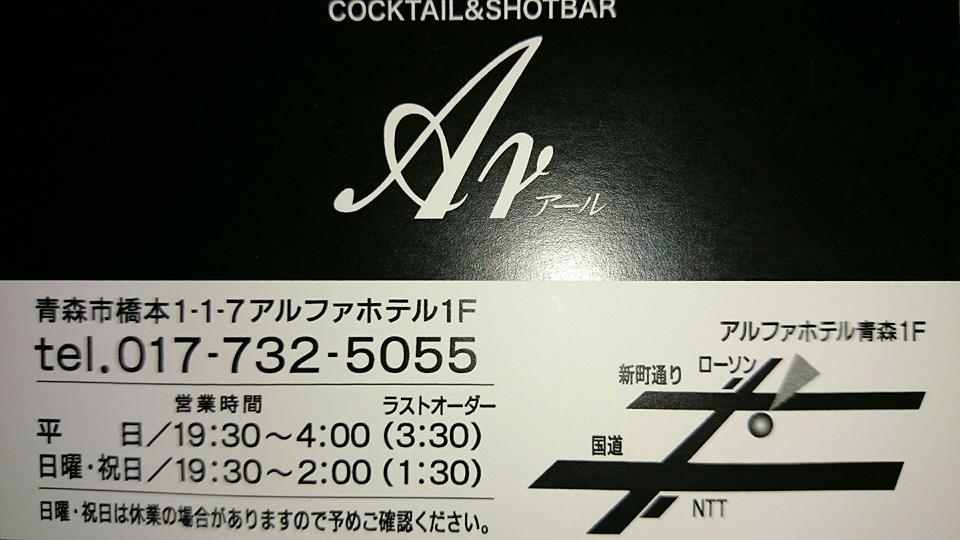 COCKTAIL&SHOTBAR
Ar
アール
青森市橋本1-1-7アルファホテル1F
tel.017-732-5055
営業時間 ラストオーダー
平 日/19:30~4:00 (3:30)
日曜・祝日/19:30~2:00 (1:30)
日曜・祝日は休業の場合がありますので予めご確認ください。
アルファホテル青森1F
ローソン
新町通り
国道
NTT